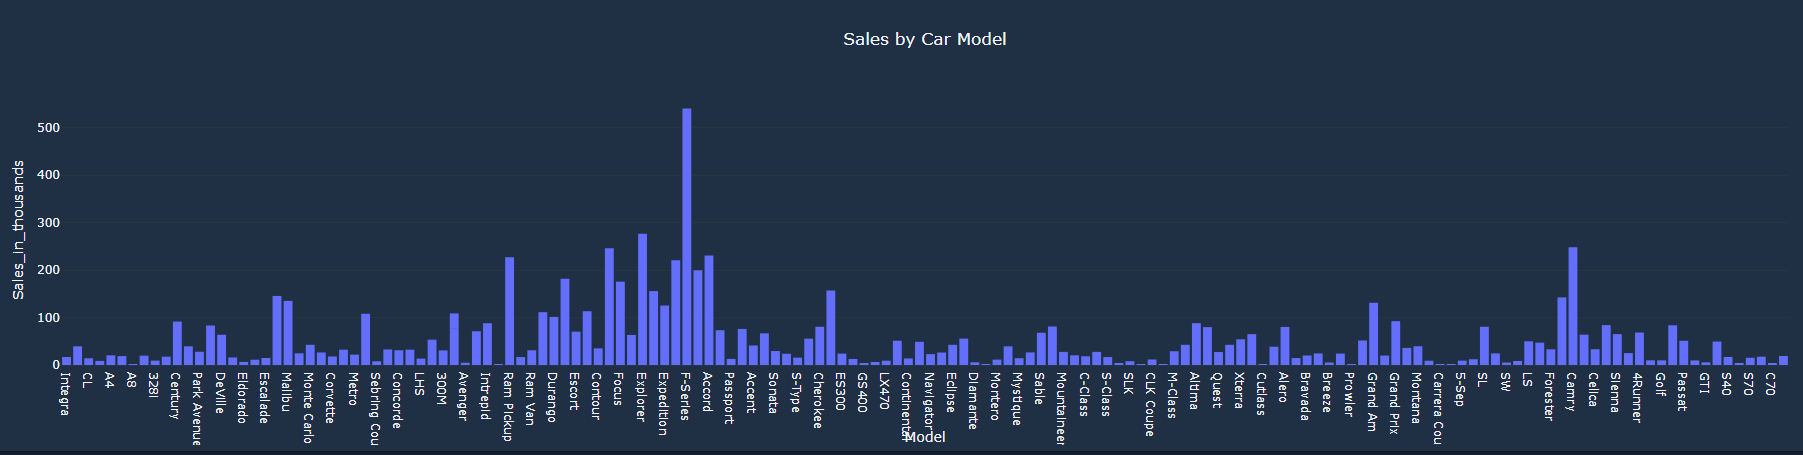 Sales by Car Model
Sales_in_thousands
500
400
300
200
100
0
Integra
CL
A4
A8
328i
Century
Park Avenue
DeVille
Eldorado
Escalade
Malibu
Monte Carlo
Corvette
Metro
Sebring Cou
Concorde
LHS
300M
Avenger
Intrepid
Ram Pickup
Ram Van
Durango
Escort
Contour
Focus
Explorer
Expedition
F-Series
Accord
Passport
Accent
Sonata
S-Type
Cherokee
ES300
GS400
LX470
Continental
Navigator
Eclipse
Diamante
Montero
Mystique
Sable
Mountaineer
C-Class
S-Class
SLK
CLK Coupe
M-Class
Altima
Quest
Xterra
Cutlass
Alero
Bravada
Breeze
Prowler
Grand Am
Grand Prix
Montana
Carrera Cou
5-Sep
SL
SW
LS
Forester
Camry
Celica
Sienna
4Runner
Golf
Passat
GTI
S40
S70
C70
Model